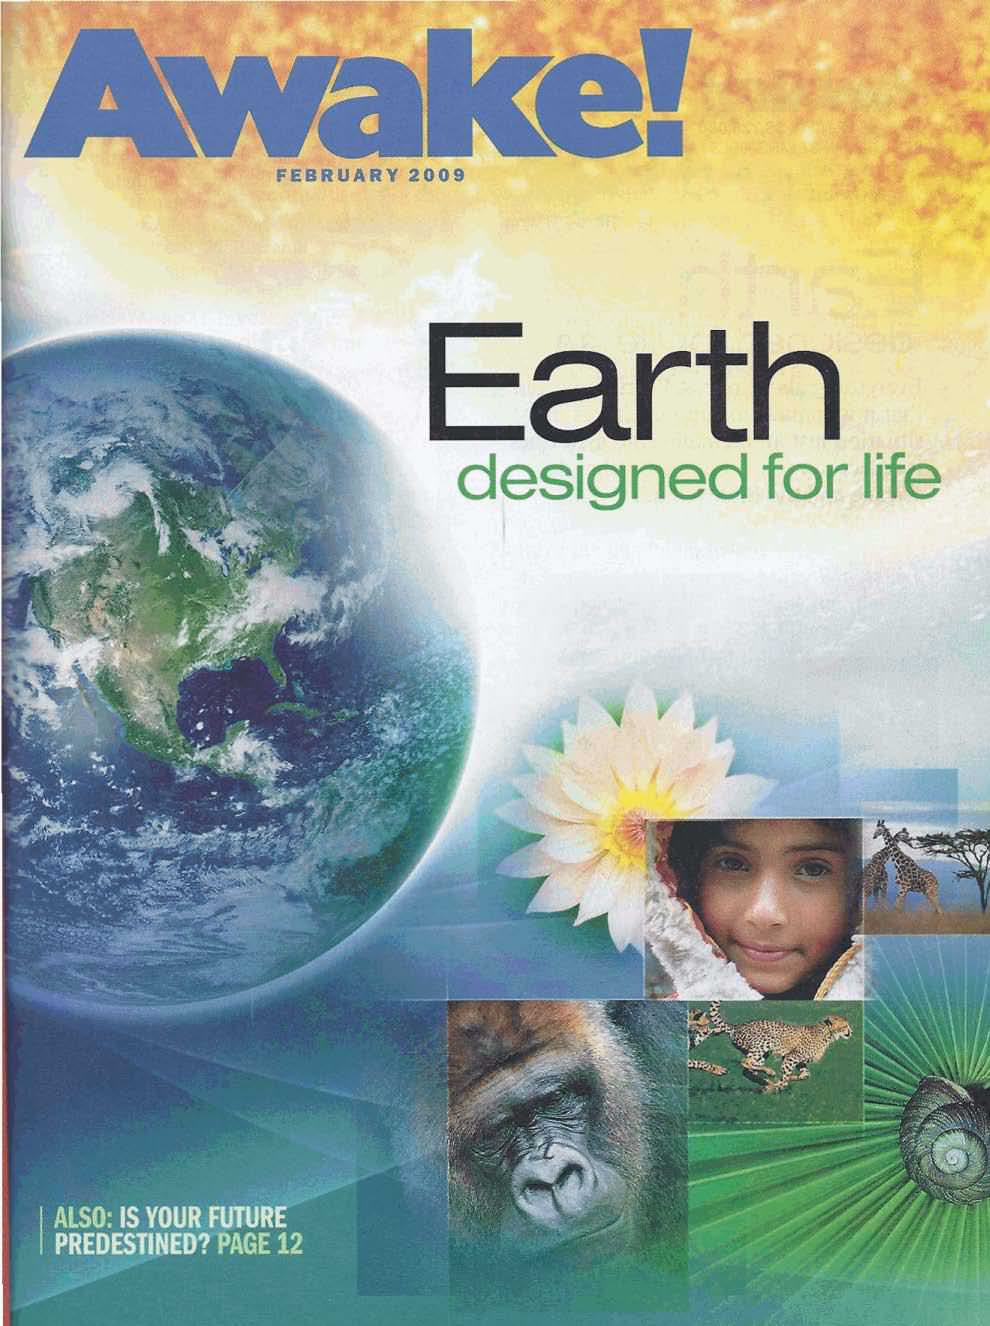 Awake!
FEBRUARY 2009
Earth
designed for life
ALSO: IS YOUR FUTURE
PREDESTINED? PAGE 12